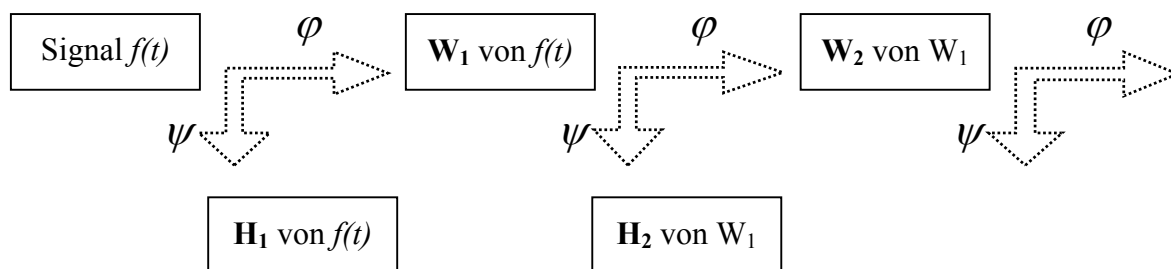 Signal f(t)
φ
W₁ von f(t)
φ
W₂ von W₁
φ
ψ
ψ
ψ
H₁ von f(t)
H₂ von W₁